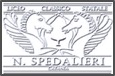 LICEO CLASSICO STATALE
N. SPEDALIERI
Catania